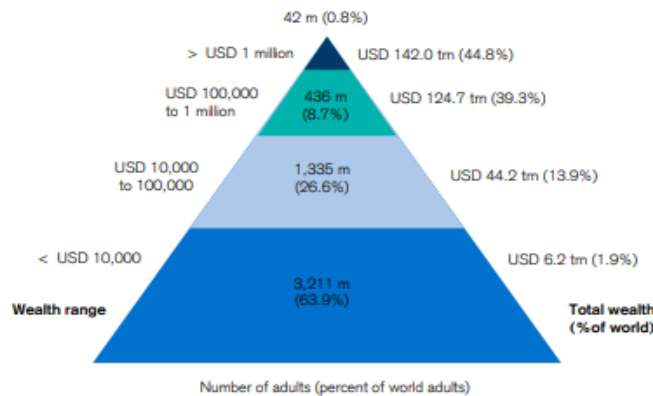 42 m (0.8%)
> USD 1 million
USD 142.0 trn (44.8%)
USD 100,000
to 1 million
436 m
(8.7%)
USD 124.7 trn (39.3%)
USD 10,000
to 100,000
1,335 m
(26.6%)
USD 44.2 trn (13.9%)
< USD 10,000
3,211 m
(63.9%)
USD 6.2 trn (1.9%)
Wealth range
Total wealth
(% of world)
Number of adults (percent of world adults)